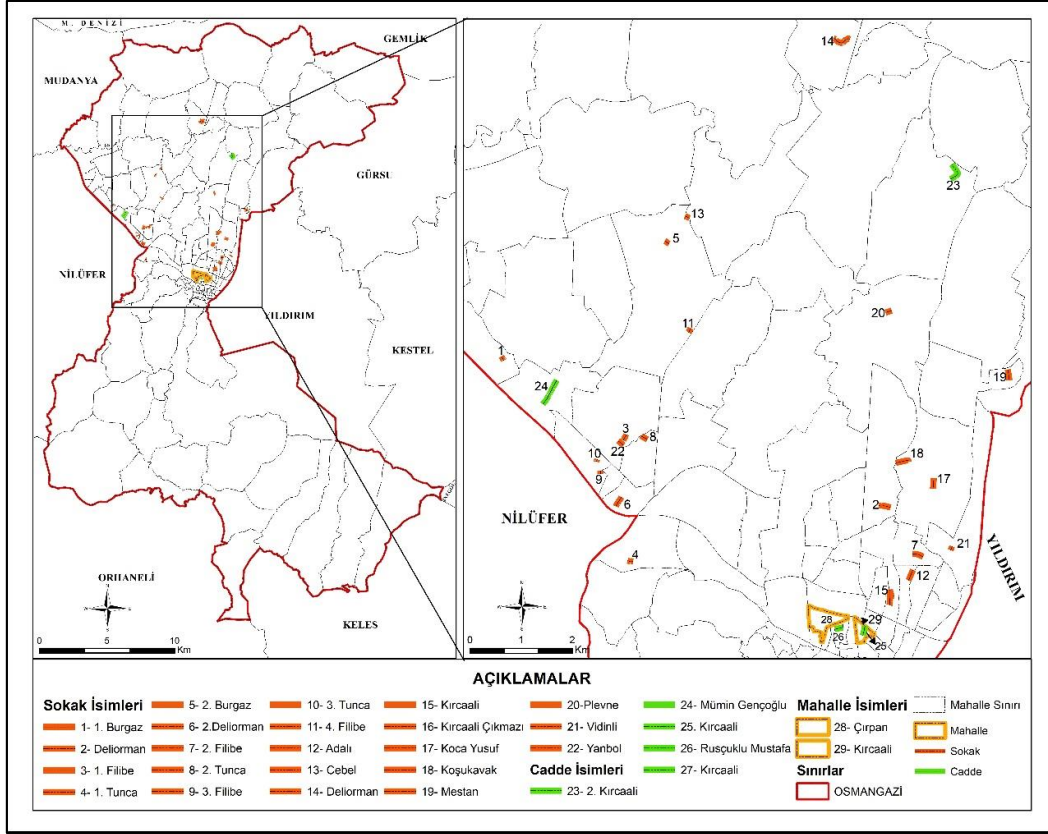 M. DENİZİ
GEMLİK
MUDANYA
GÜRSU
NİLÜFER
YILDIRIM
KESTEL
ORHANELİ
KELES
0 5 10
Km
14
23
13
5
20
11
1
19
24
3
8
22
10
9
18
17
6
2
NİLÜFER
4
7
21
12
YILDIRIM
15
28
29
26
25
0 1 2
Km
AÇIKLAMALAR
Sokak İsimleri
1- 1. Burgaz
2- Deliorman
3- 1. Filibe
4- 1. Tunca
5- 2. Burgaz
6- 2.Deliorman
7- 2. Filibe
8- 2. Tunca
9- 3. Filibe
10- 3. Tunca
11- 4. Filibe
12- Adalı
13- Cebel
14- Deliorman
15- Kırcaali
16- Kırcaali Çıkmazı
17- Koca Yusuf
18- Koşukavak
19- Mestan
20-Plevne
21- Vidinli
22- Yanbol
Cadde İsimleri
23- 2. Kırcaali
24- Mümin Gençoğlu
25. Kırcaali
26- Rusçuklu Mustafa
27- Kırcaali
Mahalle İsimleri
28- Çırpan
29- Kırcaali
Sınırlar
OSMANGAZİ
Mahalle Sınırı
Mahalle
Sokak
Cadde